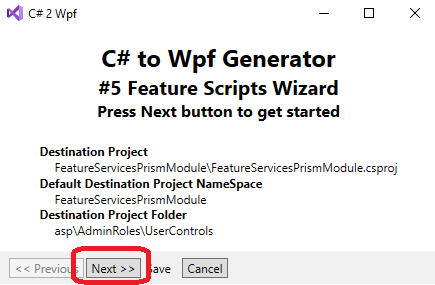 C# 2 Wpf
C# to Wpf Generator
#5 Feature Scripts Wizard
Press Next button to get started
Destination Project
FeatureServicesPrismModule\FeatureServicesPrismModule.csproj
Default Destination Project NameSpace
FeatureServicesPrismModule
Destination Project Folder
asp\AdminRoles\UserControls
<< Previous Next >> Save Cancel